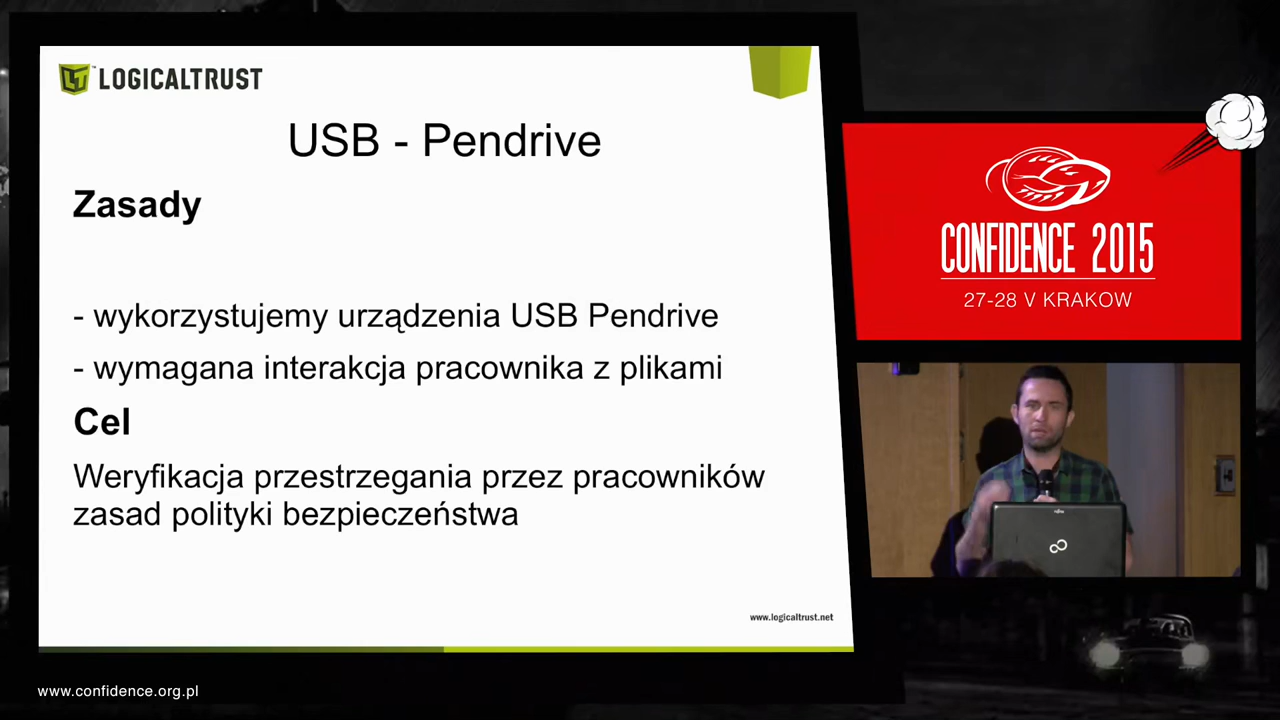 LOGICALTRUST
USB - Pendrive
Zasady
- wykorzystujemy urządzenia USB Pendrive
- wymagana interakcja pracownika z plikami
Cel
Weryfikacja przestrzegania przez pracowników
zasad polityki bezpieczeństwa
www.logicaltrust.net
CONFIDENCE 2015
27-28 V KRAKOW
www.confidence.org.pl